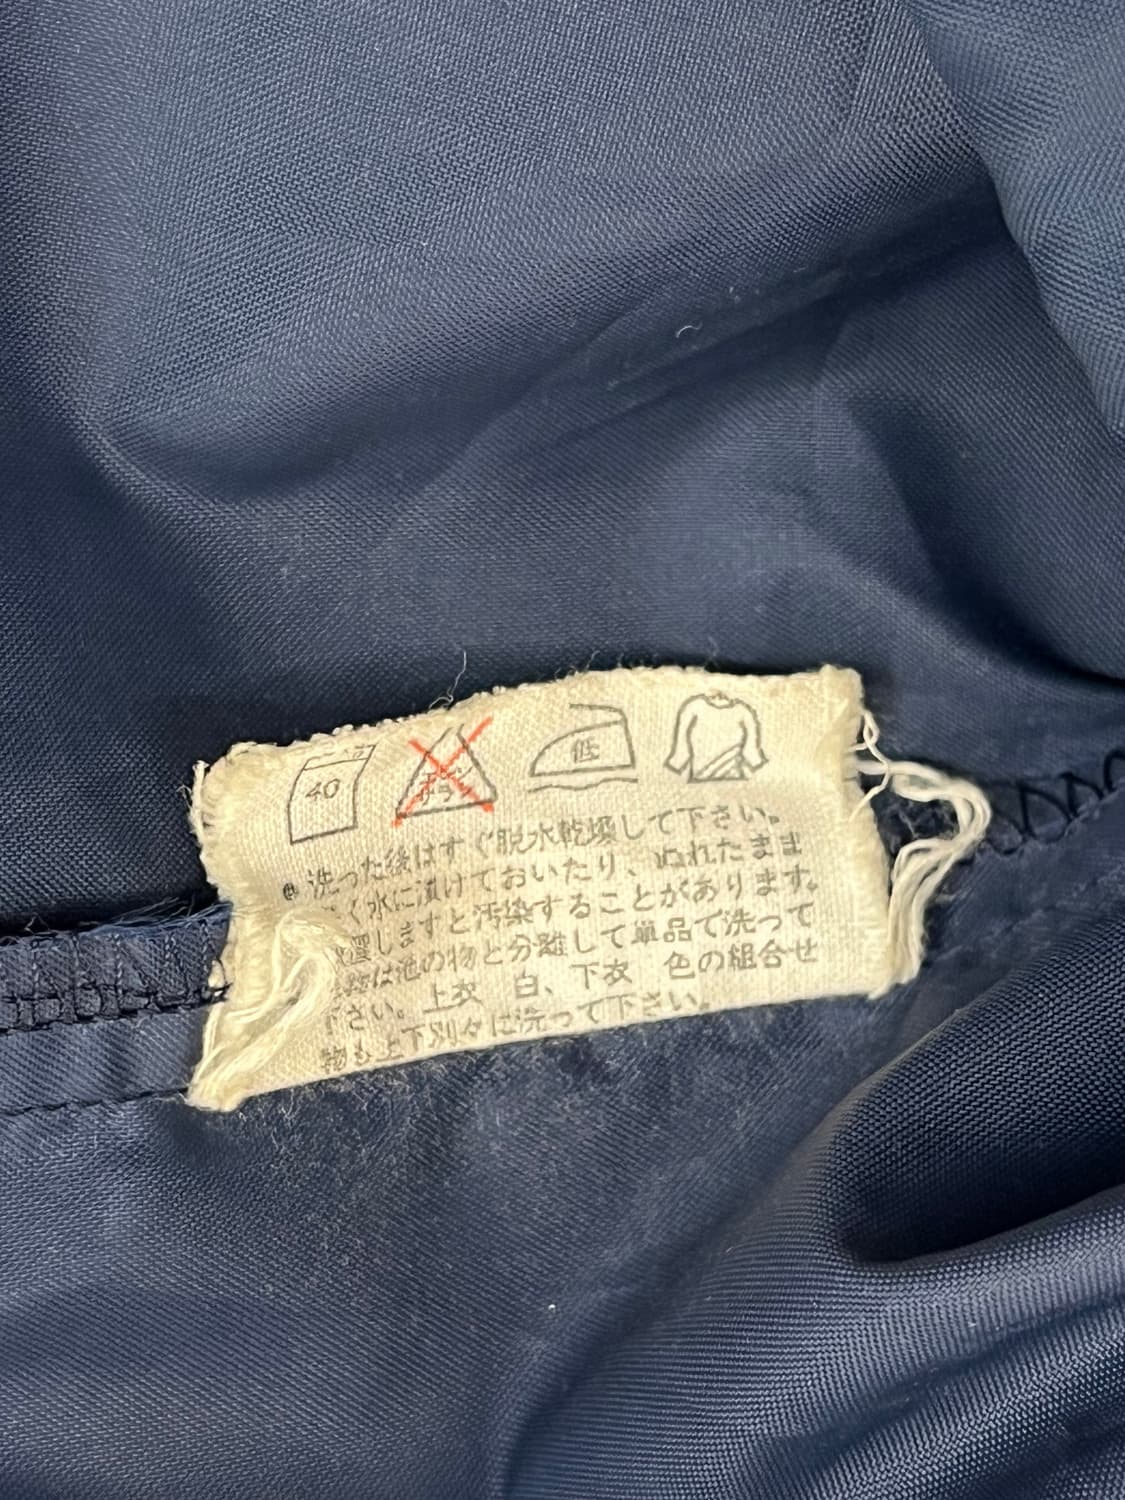 40
低
洗った後はすぐ脱水乾燥して下さい。
く水に漬けておいたり、ぬれたまま
しますと汚染することがあります。
は他の物と分離して単品で洗って
下さい。上衣 白、下衣 色の組合せ
物も上下別々に洗って下さい。